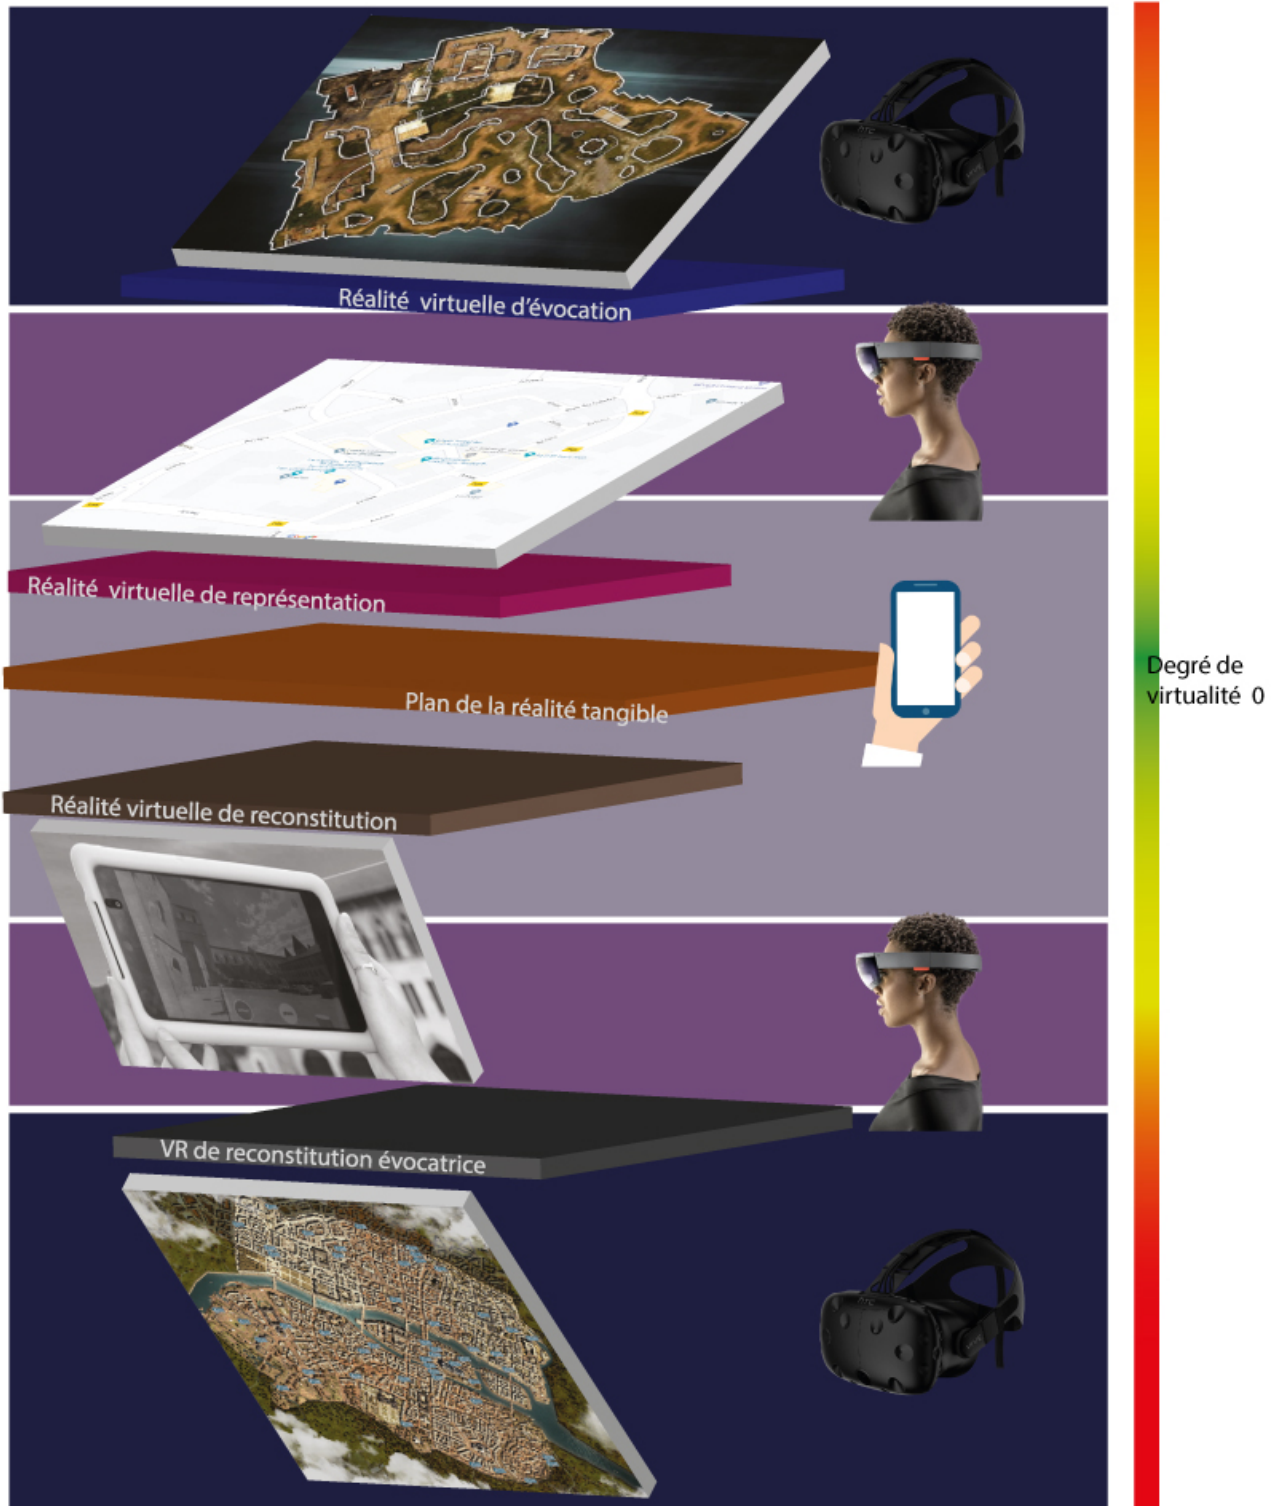 Réalité virtuelle d'évocation
Réalité virtuelle de représentation
Plan de la réalité tangible
Degré de
virtualité 0
Réalité virtuelle de reconstitution
VR de reconstitution évocatrice